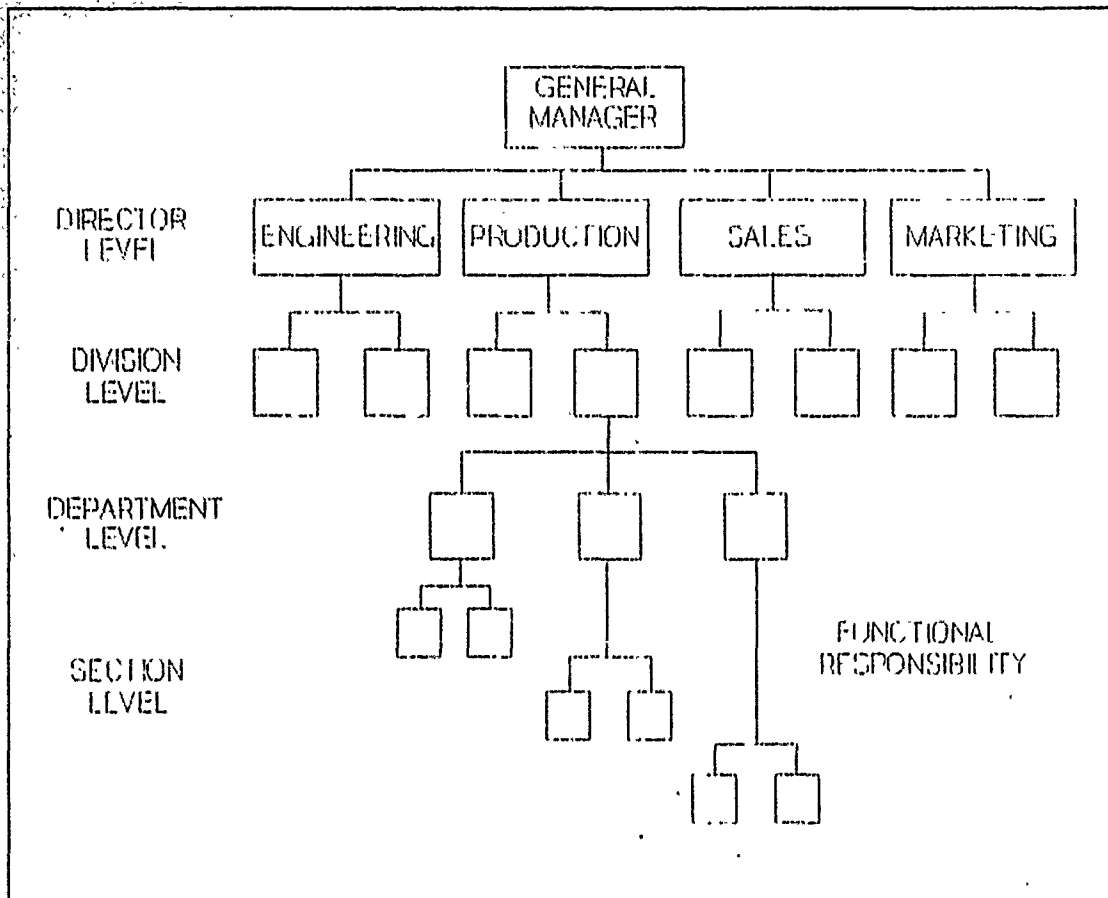 GENERAL
MANAGER
DIRECTOR
LEVEL
ENGINEERING
PRODUCTION
SALES
MARKETING
DIVISION
LEVEL
DEPARTMENT
LEVEL
SECTION
LEVEL
FUNCTIONAL
RESPONSIBILITY